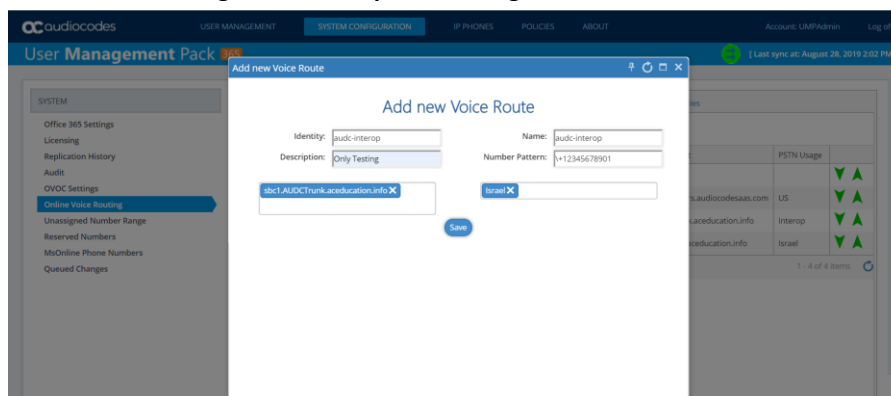 audiocodes USER MANAGEMENT SYSTEM CONFIGURATION IP PHONES POLICIES ABOUT Account: UMPAdmin Log of
User Management Pack 365 [ Last sync at: August 28, 2019 2:02 PM
Add new Voice Route
SYSTEM
Office 365 Settings
Licensing
Replication History
Audit
OVOC Settings
Online Voice Routing
Unassigned Number Range
Reserved Numbers
MsOnline Phone Numbers
Queued Changes
Add new Voice Route
Identity: audc-interop Name: audc-interop
Description: Only Testing Number Pattern: \+12345678901
sbc1.AUDCTrunk.aceducation.info Israel
Save
PSTN Usage
s.audiocodesaas.com US
.aceducation.info Interop
aceducation.info Israel
1 - 4 of 4 items